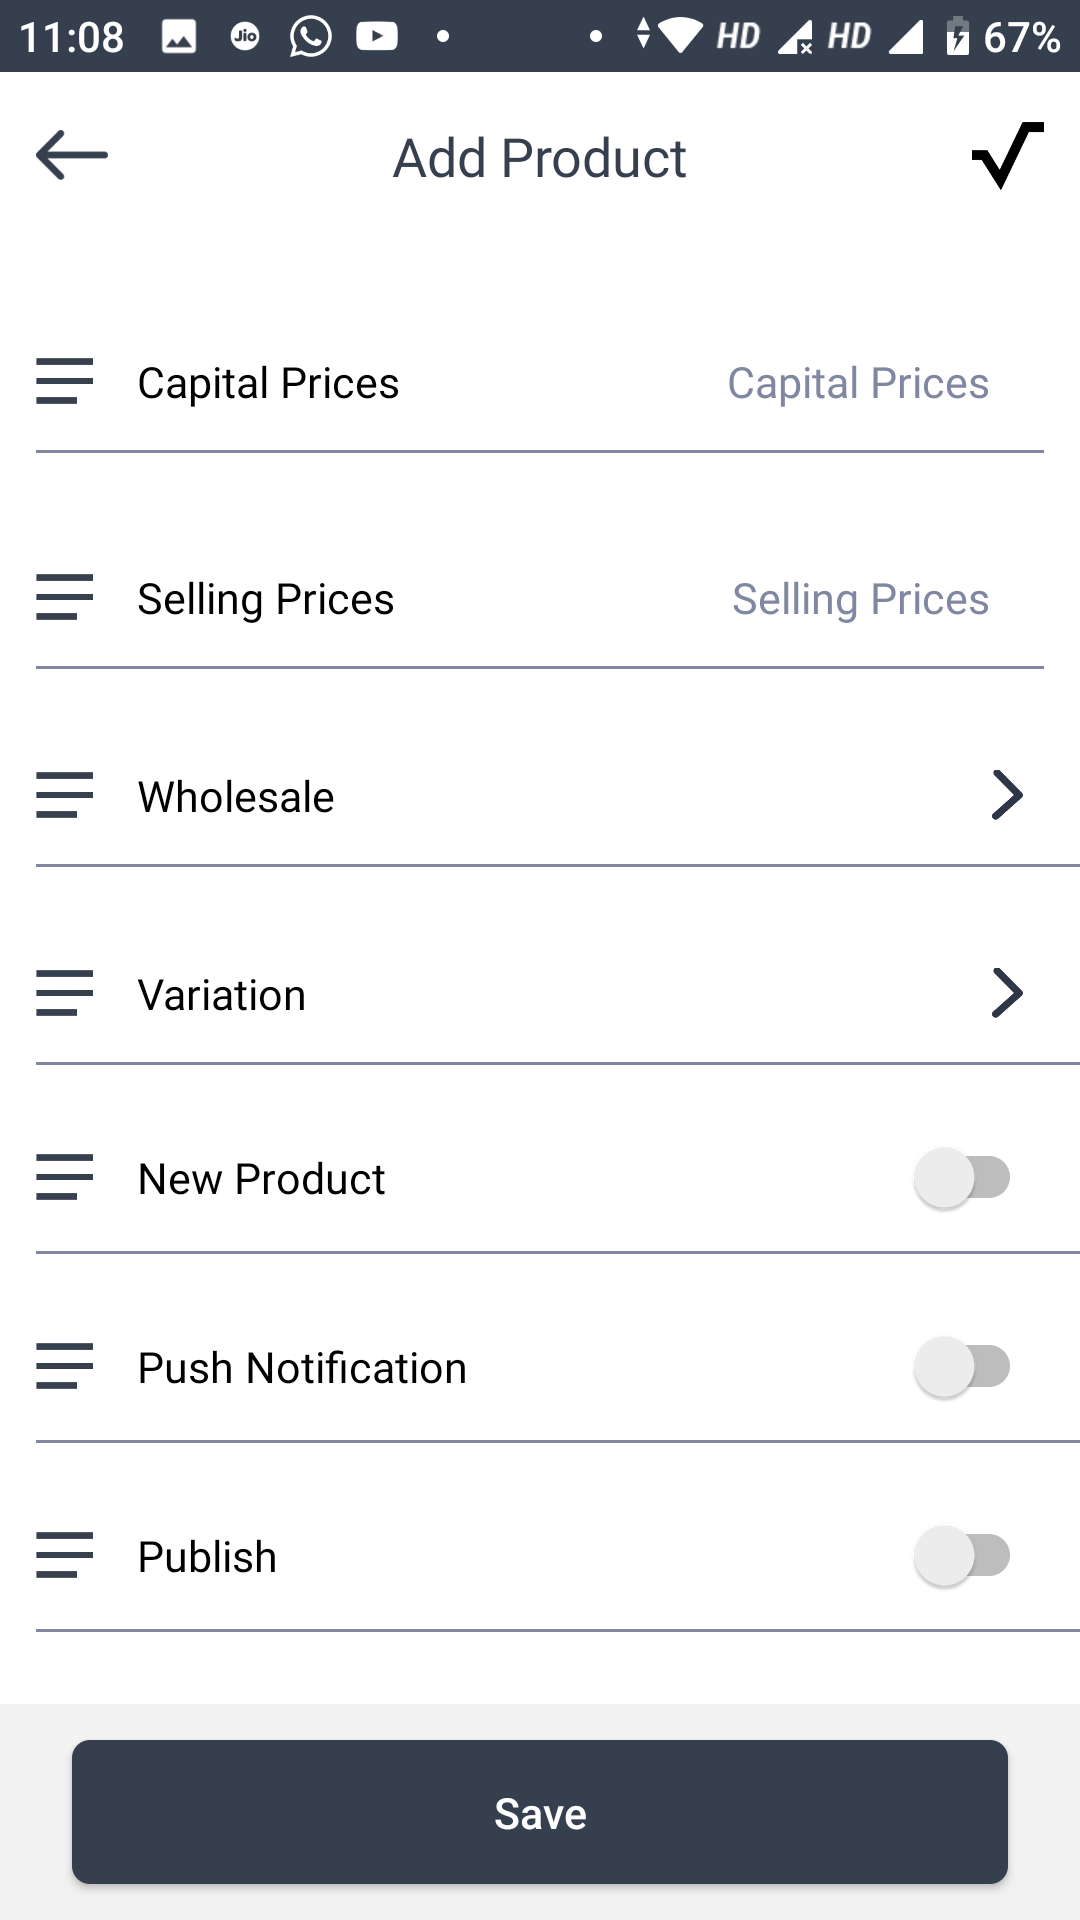 11:08 Jio HD HD 67%
Add Product
Capital Prices Capital Prices
Selling Prices Selling Prices
Wholesale
Variation
New Product
Push Notification
Publish
Save